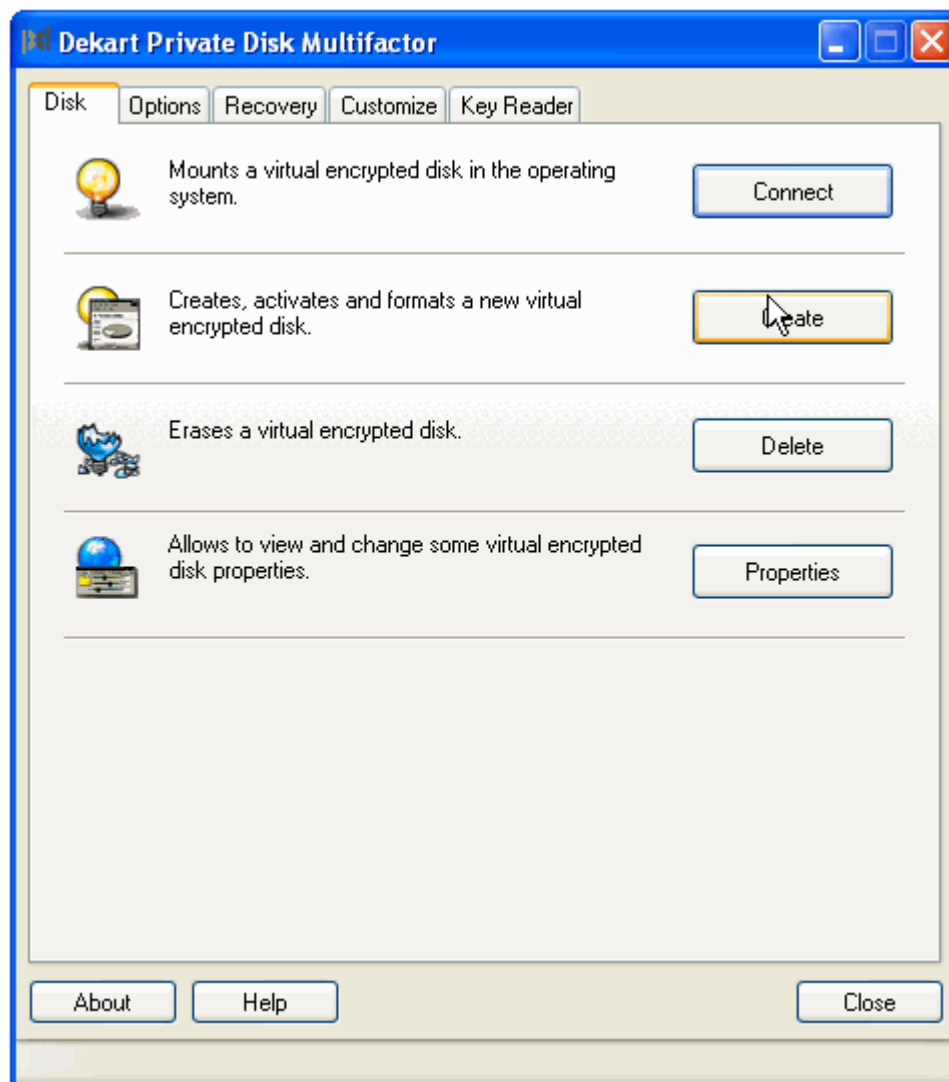 Dekart Private Disk Multifactor
Disk Options Recovery Customize Key Reader
Mounts a virtual encrypted disk in the operating
system.
Connect
Creates, activates and formats a new virtual
encrypted disk.
Create
Erases a virtual encrypted disk.
Delete
Allows to view and change some virtual encrypted
disk properties.
Properties
About Help Close